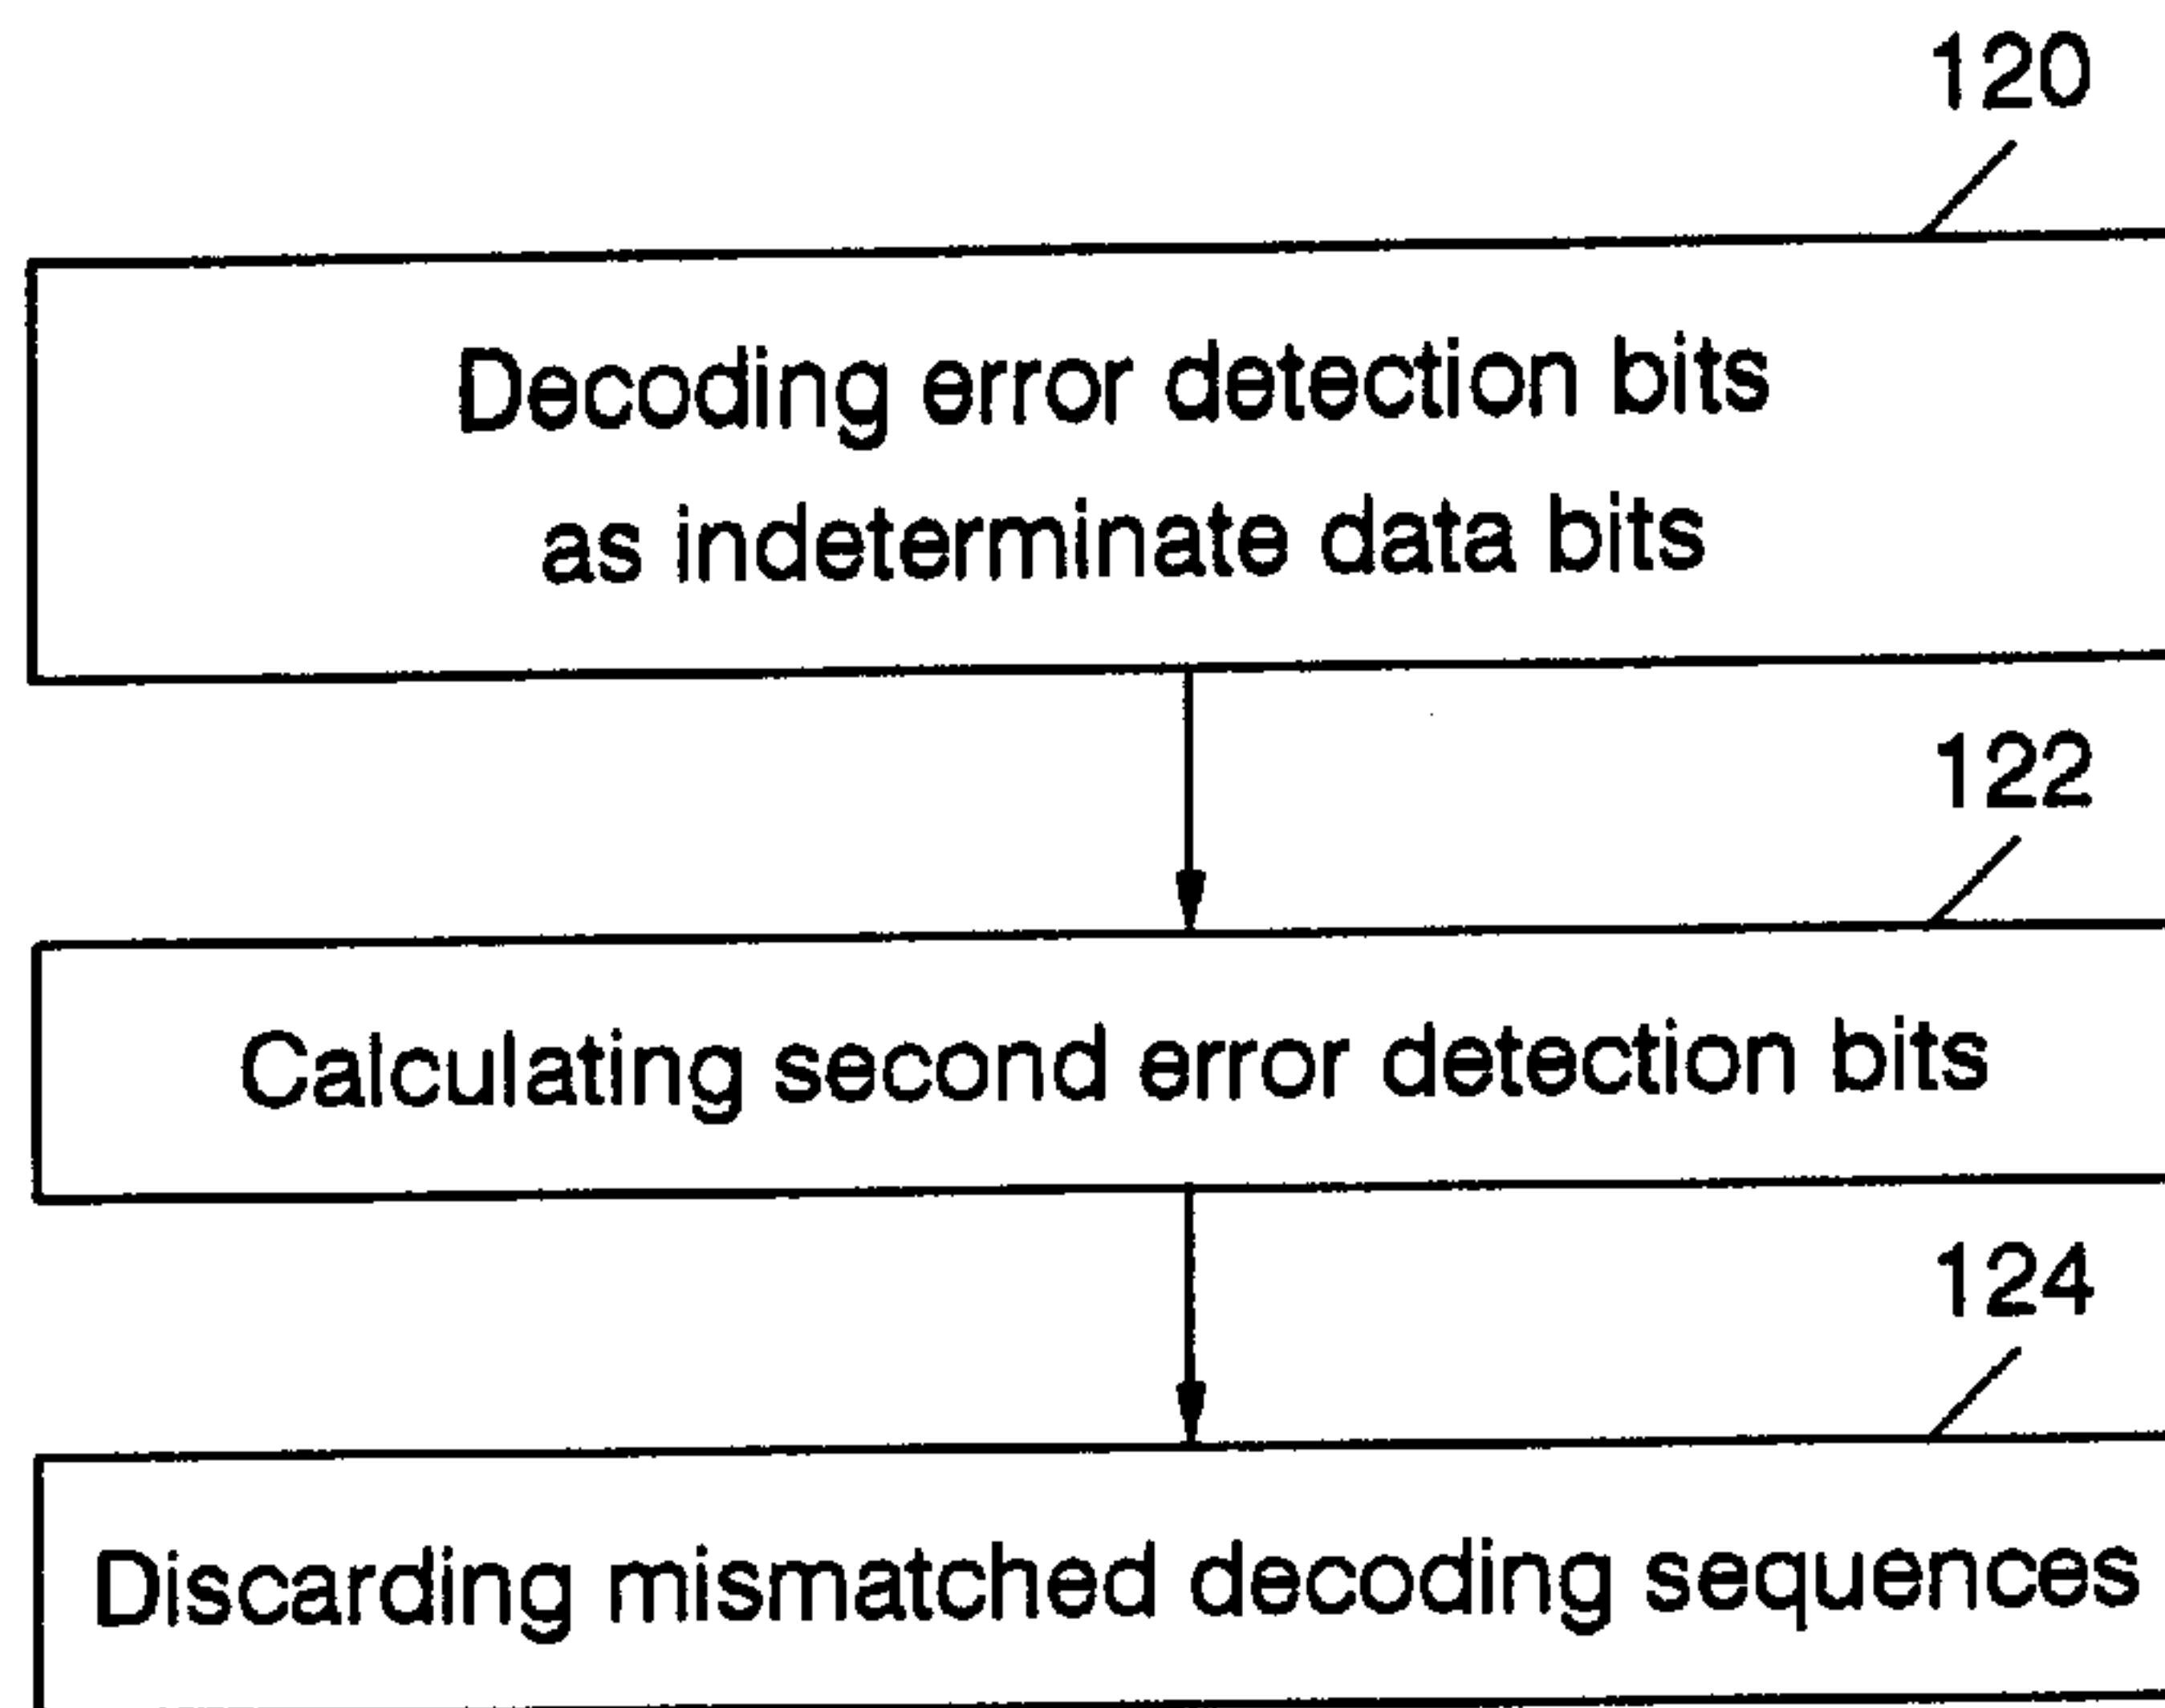 120
Decoding error detection bits
as indeterminate data bits
122
Calculating second error detection bits
124
Discarding mismatched decoding sequences